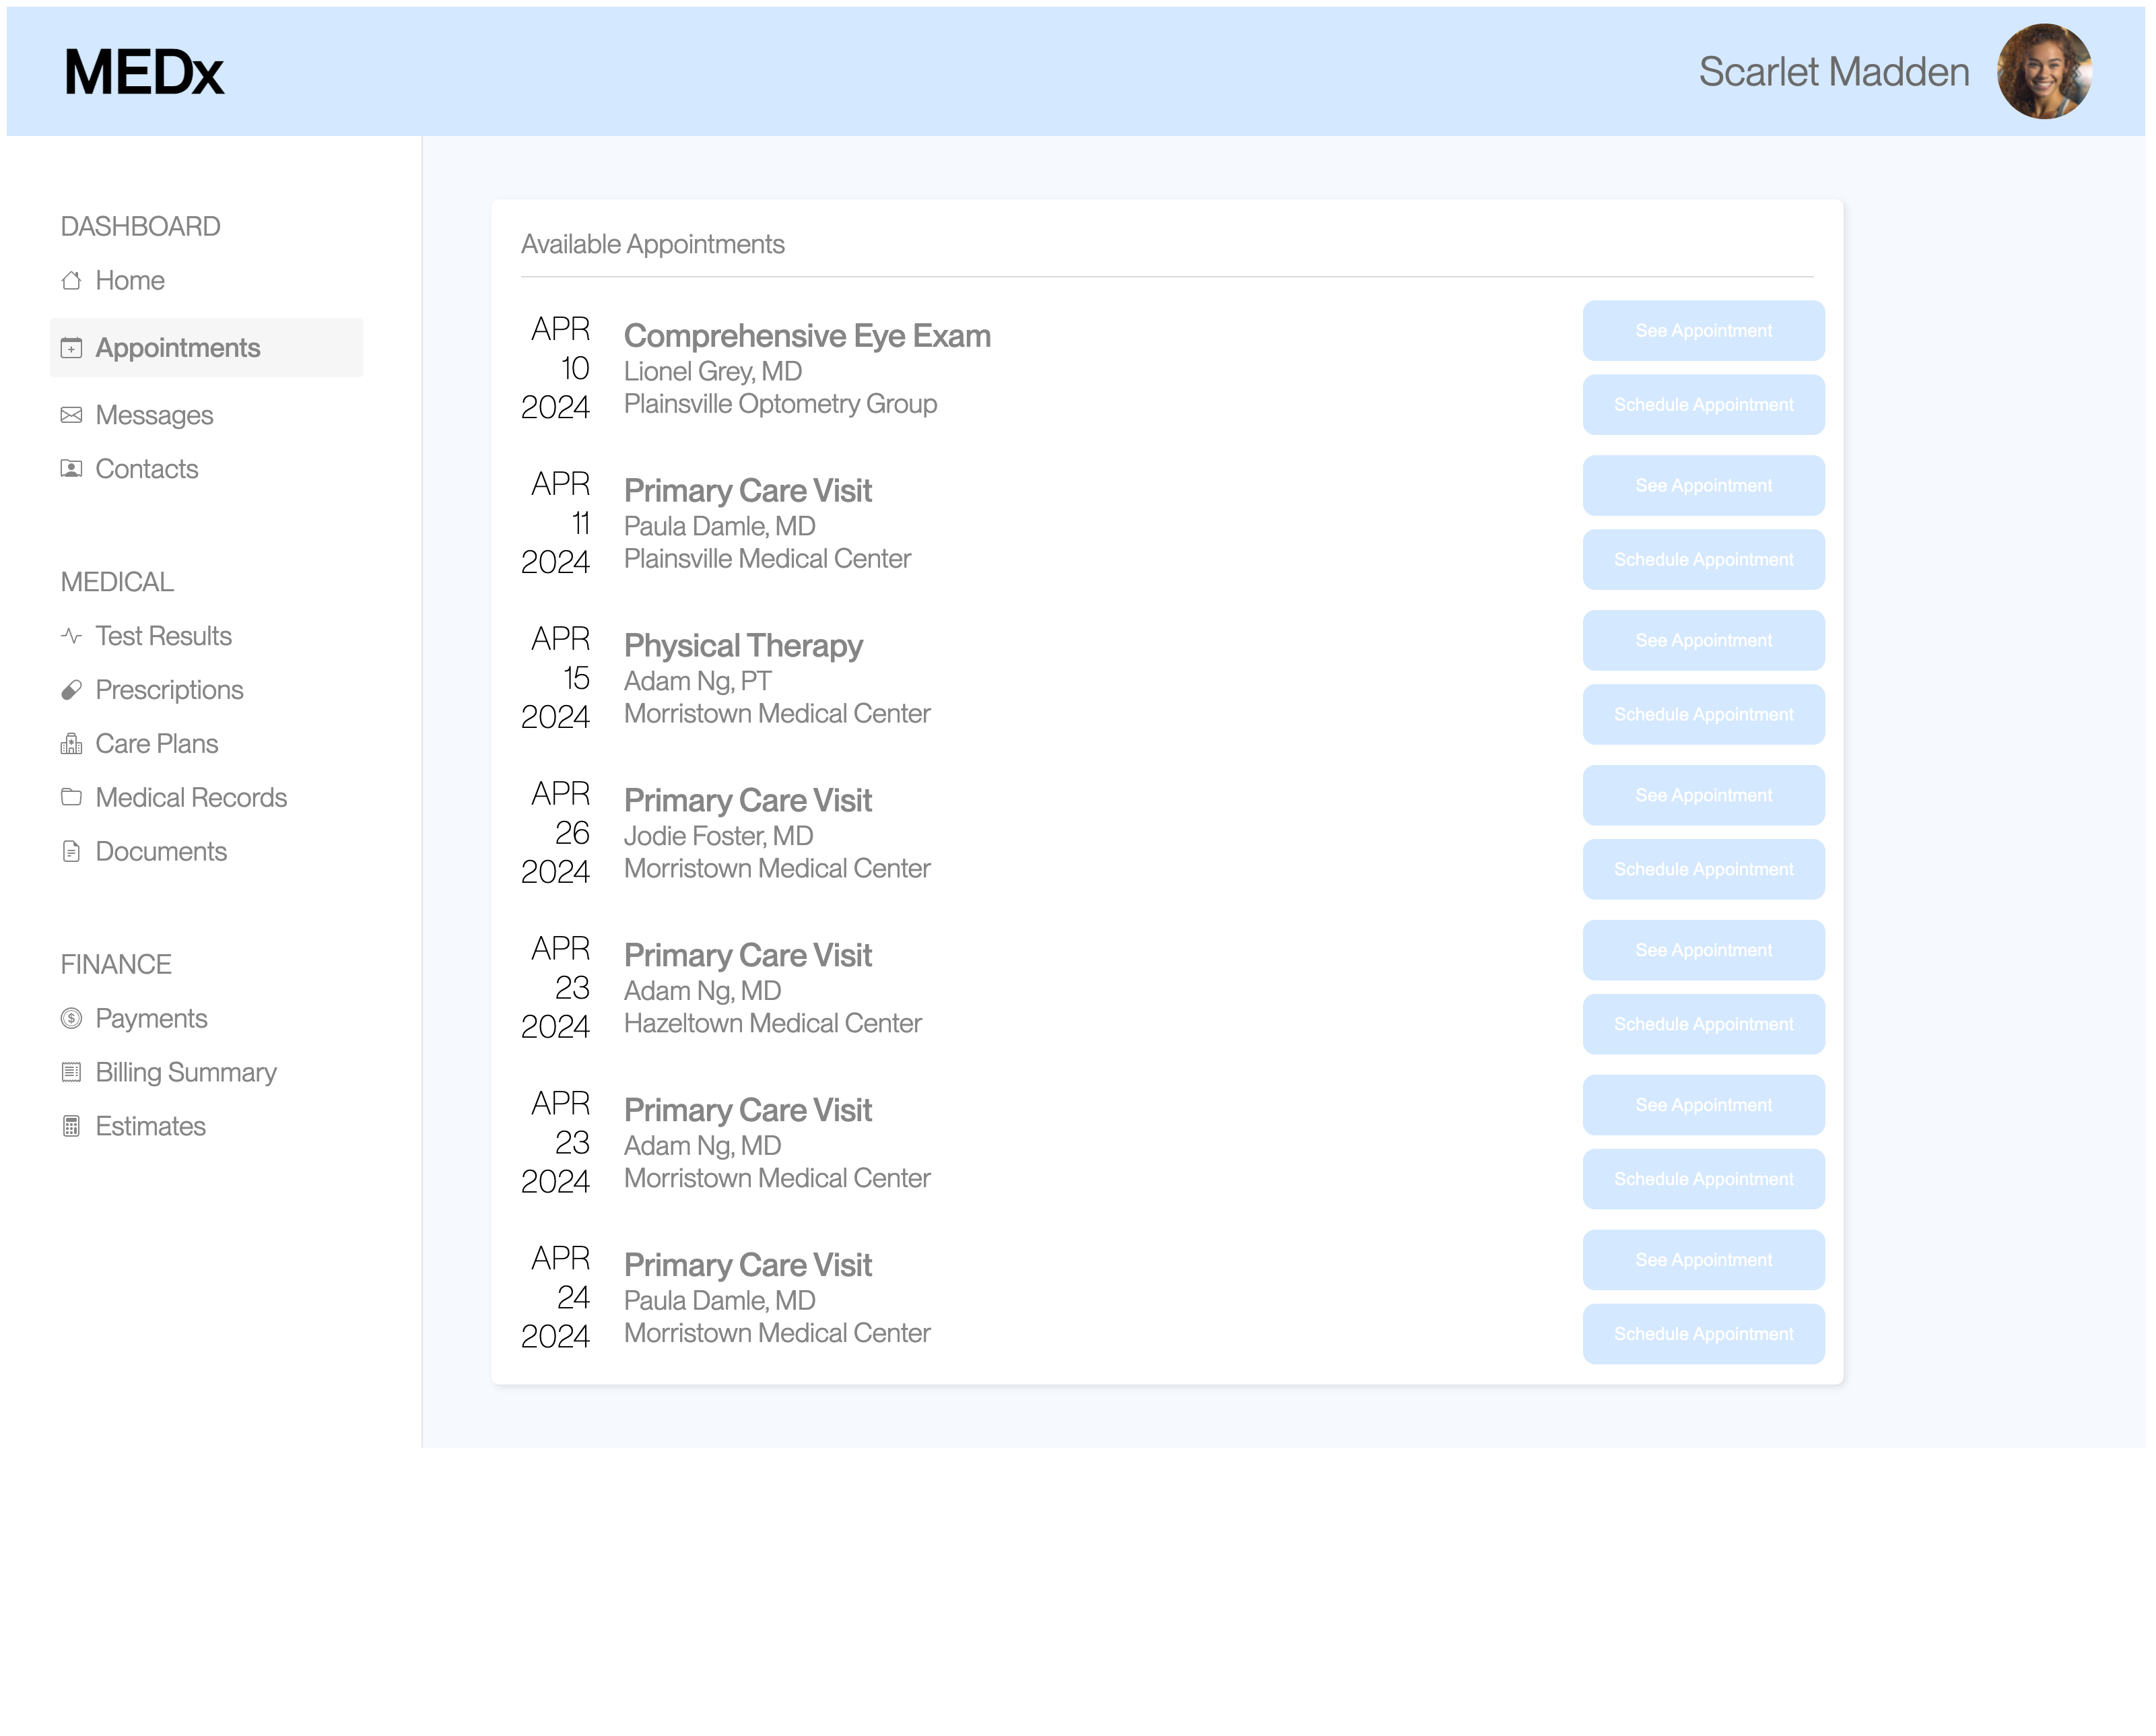 MEDx
Scarlet Madden
DASHBOARD
Home
Appointments
Messages
Contacts
MEDICAL
Test Results
Prescriptions
Care Plans
Medical Records
Documents
FINANCE
Payments
Billing Summary
Estimates
Available Appointments
APR
10
2024
Comprehensive Eye Exam
Lionel Grey, MD
Plainsville Optometry Group
See Appointment
Schedule Appointment
APR
11
2024
Primary Care Visit
Paula Damle, MD
Plainsville Medical Center
See Appointment
Schedule Appointment
APR
15
2024
Physical Therapy
Adam Ng, PT
Morristown Medical Center
See Appointment
Schedule Appointment
APR
26
2024
Primary Care Visit
Jodie Foster, MD
Morristown Medical Center
See Appointment
Schedule Appointment
APR
23
2024
Primary Care Visit
Adam Ng, MD
Hazeltown Medical Center
See Appointment
Schedule Appointment
APR
23
2024
Primary Care Visit
Adam Ng, MD
Morristown Medical Center
See Appointment
Schedule Appointment
APR
24
2024
Primary Care Visit
Paula Damle, MD
Morristown Medical Center
See Appointment
Schedule Appointment